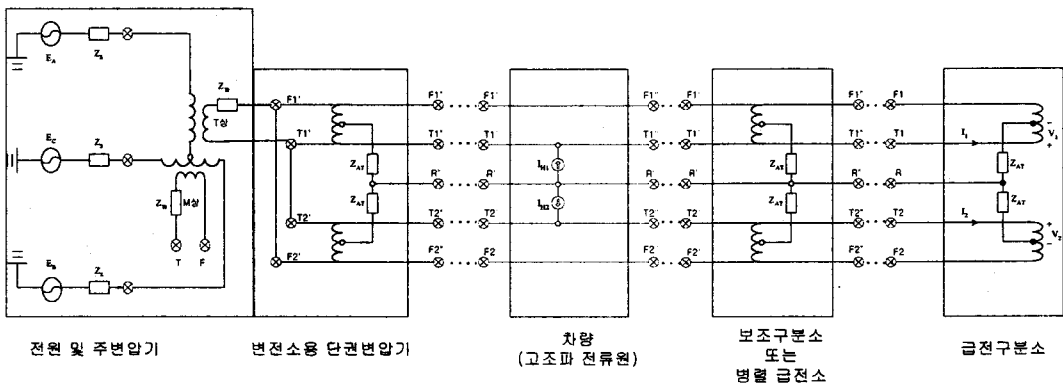 E_A
Z_S
Z_B
T상
E_C
Z_S
Z_B
M상
T
F
E_B
Z_S
F1'
T1'
T2'
F2'
Z_AT
Z_AT
F1'
F1'
T1'
T1'
R'
R'
T2'
T2
F2'
F2
I_H1
I_H2
F1'
F1'
T1'
T1'
R'
R'
T2'
T2'
F2'
F2'
Z_AT
Z_AT
F1'
F1
T1'
T1
R'
R
T2'
T2
F2'
F2
I_1
I_2
Z_AT
Z_AT
-
V_1
+
+
V_2
-
전원 및 주변압기
변전소용 단권변압기
차량
(고조파 전류원)
보조구분소
또는
병렬 급전소
급전구분소